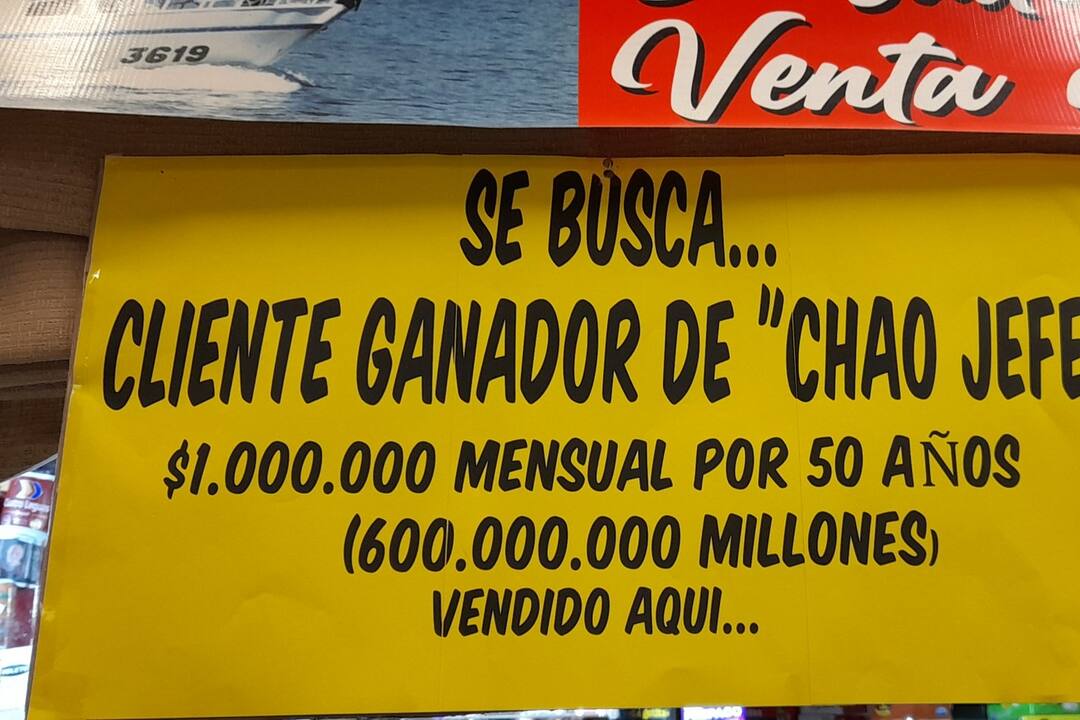 3619
Venta
SE BUSCA...
CLIENTE GANADOR DE "CHAO JEFE
$1.000.000 MENSUAL POR 50 AÑOS
(600.000.000 MILLONES)
VENDIDO AQUI...